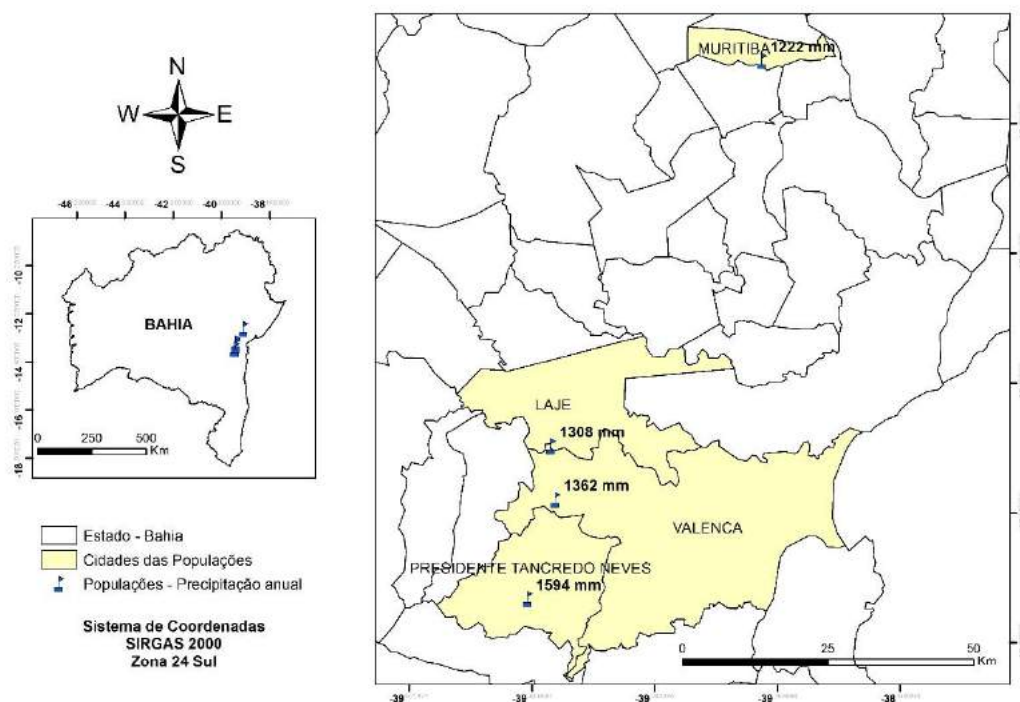 N
W E
S
-46 -44 -42 -40 -38
-10
-12
-14
-16
-18
BAHIA
0 250 500
Km
Estado - Bahia
Cidades das Populações
Populações - Precipitação anual
Sistema de Coordenadas
SIRGAS 2000
Zona 24 Sul
MURITIBA 1222 mm
LAJE
1308 mm
1362 mm
VALENCA
PRESIDENTE TANCREDO NEVES
1594 mm
0 25 50
Km
-39 -39 -39 -39 -38